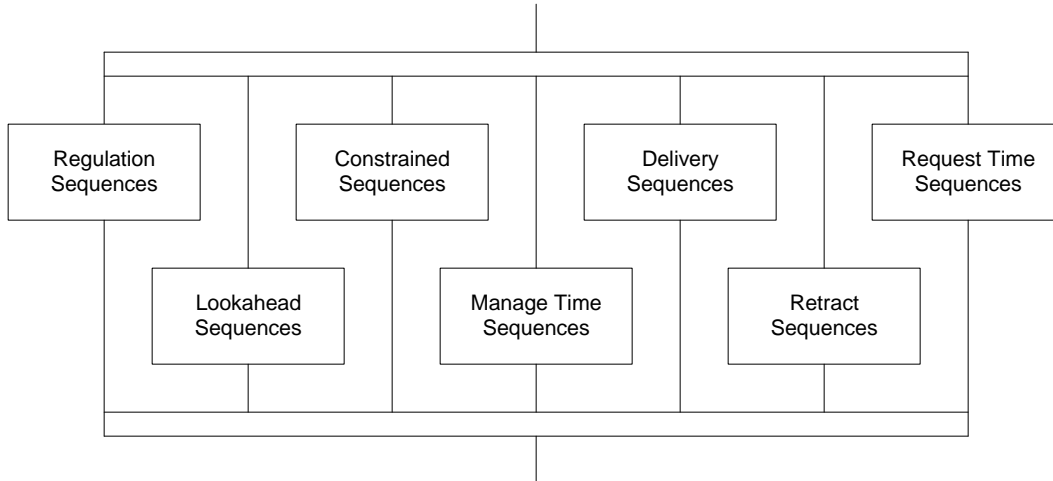 Regulation
Sequences
Constrained
Sequences
Delivery
Sequences
Request Time
Sequences
Lookahead
Sequences
Manage Time
Sequences
Retract
Sequences